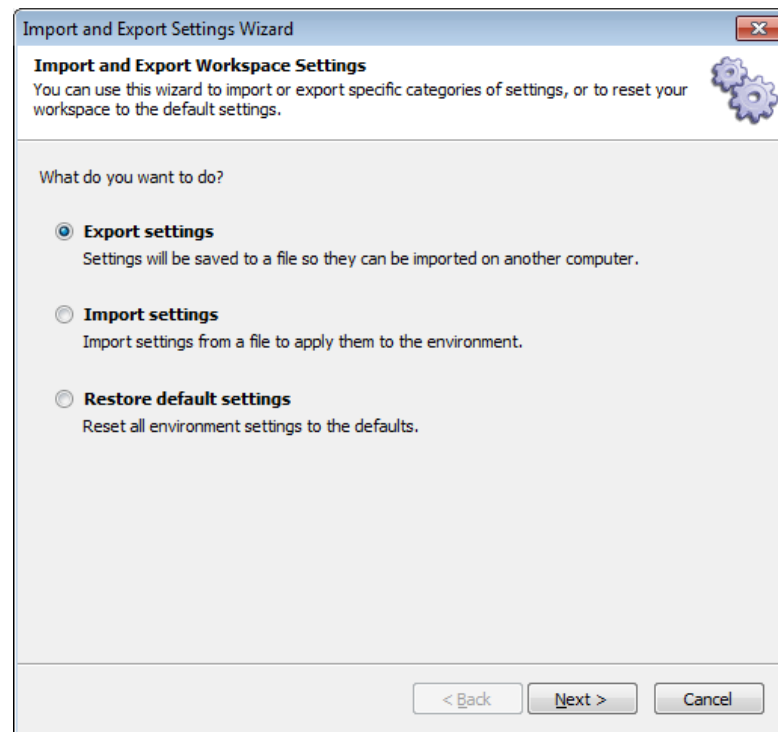 Import and Export Settings Wizard
Import and Export Workspace Settings
You can use this wizard to import or export specific categories of settings, or to reset your
workspace to the default settings.
What do you want to do?
Export settings
Settings will be saved to a file so they can be imported on another computer.
Import settings
Import settings from a file to apply them to the environment.
Restore default settings
Reset all environment settings to the defaults.
< Back Next > Cancel